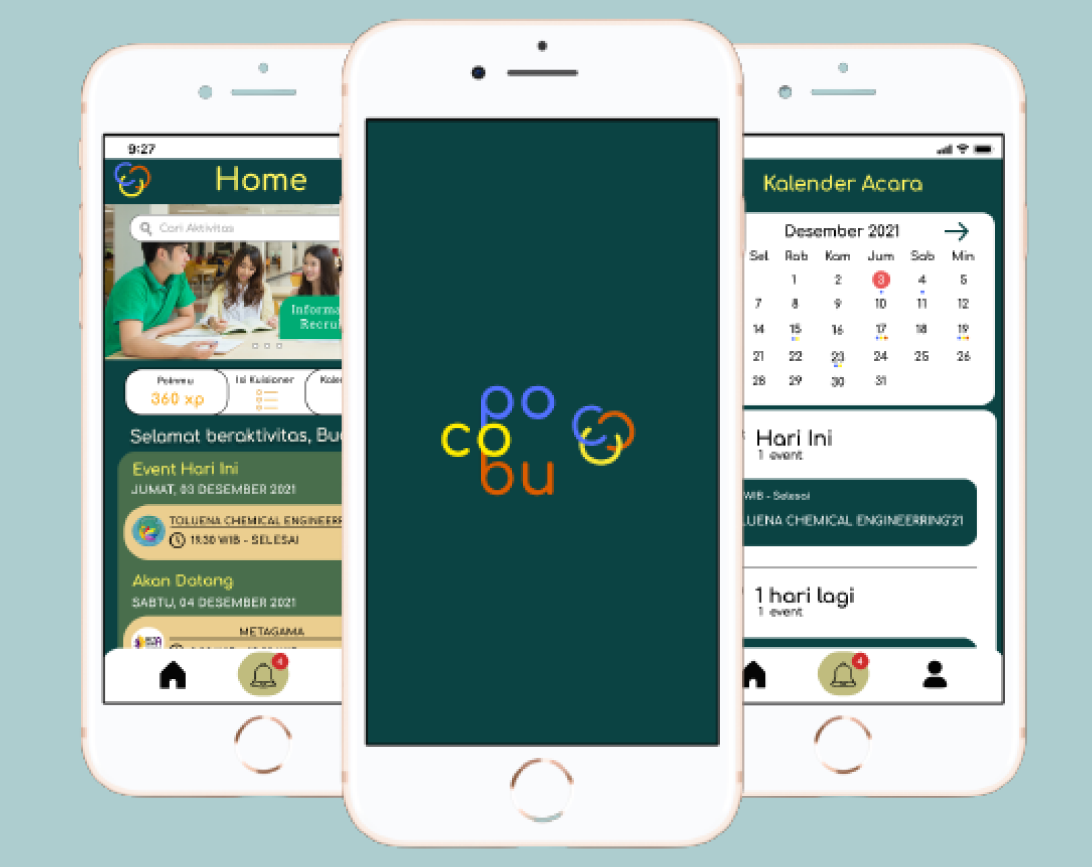 9:27
Home
Cari Aktivitas
Informa
Recru
Poinmu
360 xp
Isi Kuisioner
Kale
Selamat beraktivitas, Bu
Event Hari Ini
JUMAT, 03 DESEMBER 2021
TOLUENA CHEMICAL ENGINEERR
19.30 WIB - SELESAI
Akan Datang
SABTU, 04 DESEMBER 2021
METAGAMA
4
po
co
bu
Kalender Acara
Desember 2021
Sel Rab Kam Jum Sab Min
1 2 3 4 5
7 8 9 10 11 12
14 15 16 17 18 19
21 22 23 24 25 26
28 29 30 31
Hari Ini
1 event
WIB - Selesai
LUENA CHEMICAL ENGINEERRING'21
1 hari lagi
1 event
4